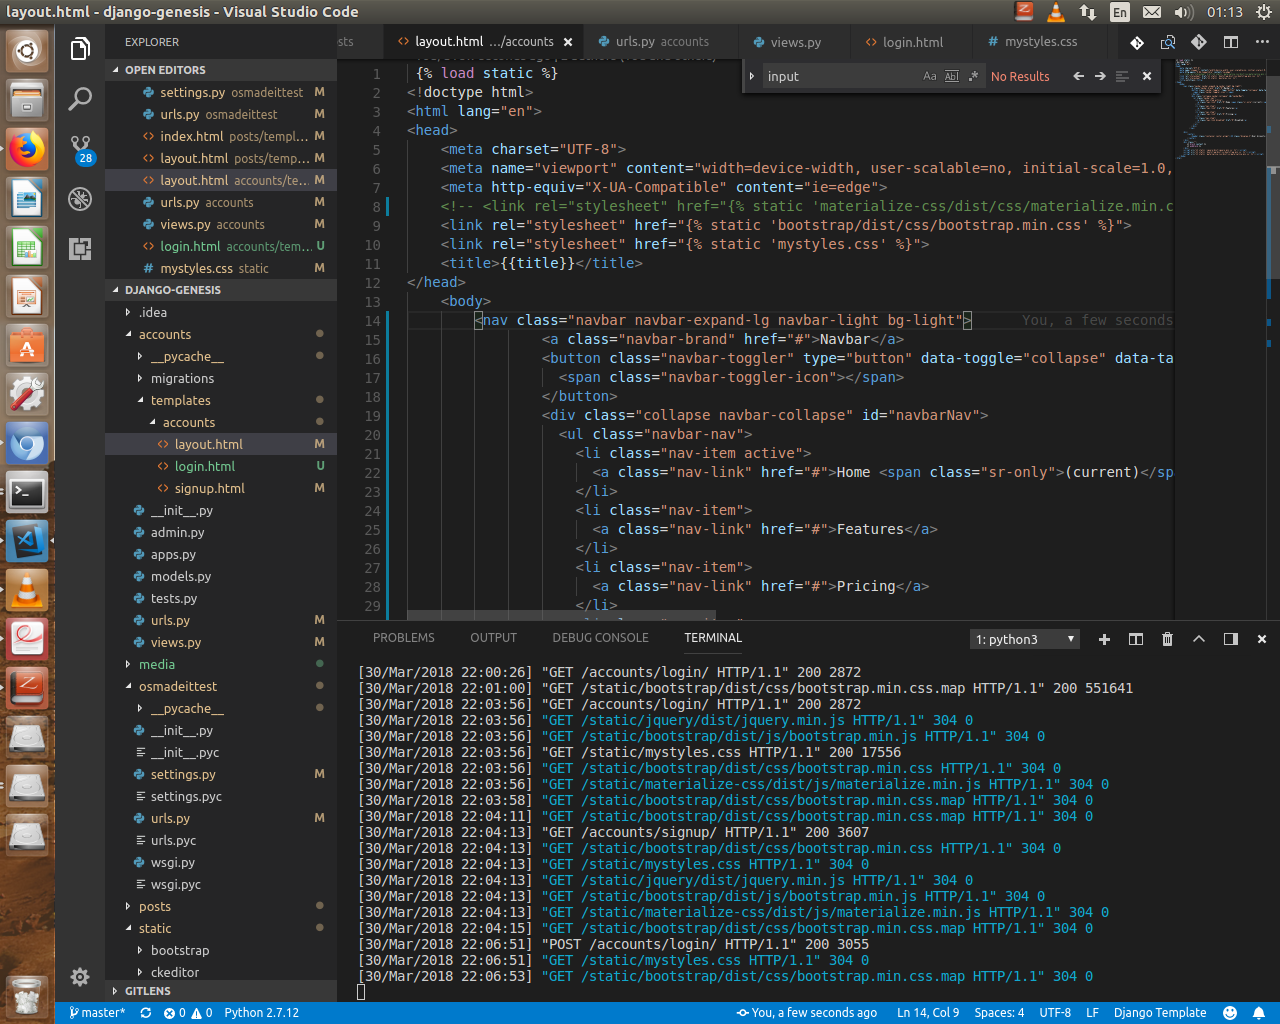 layout.html - django-genesis - Visual Studio Code
En
01:13
EXPLORER
sts
layout.html .../accounts
urls.py accounts
views.py
login.html
mystyles.css
OPEN EDITORS
settings.py osmadeittest M
urls.py osmadeittest M
index.html posts/templ... M
layout.html posts/temp... M
layout.html accounts/te... M
urls.py accounts M
views.py accounts M
login.html accounts/tem... U
mystyles.css static M
DJANGO-GENESIS
.idea
accounts
__pycache__
migrations
templates
accounts
layout.html M
login.html U
signup.html M
__init__.py
admin.py
apps.py
models.py
tests.py
urls.py M
views.py M
media
osmadeittest
__pycache__
__init__.py
__init__.pyc
settings.py M
settings.pyc
urls.py M
urls.pyc
wsgi.py
wsgi.pyc
posts
static
bootstrap
ckeditor
GITLENS
28
input
Aa Abl .*
No Results
1 {% load static %}
2 <!doctype html>
3 <html lang="en">
4 <head>
5 <meta charset="UTF-8">
6 <meta name="viewport" content="width=device-width, user-scalable=no, initial-scale=1.0,
7 <meta http-equiv="X-UA-Compatible" content="ie=edge">
8 <!-- <link rel="stylesheet" href="{% static 'materialize-css/dist/css/materialize.min.c
9 <link rel="stylesheet" href="{% static 'bootstrap/dist/css/bootstrap.min.css' %}">
10 <link rel="stylesheet" href="{% static 'mystyles.css' %}">
11 <title>{{title}}</title>
12 </head>
13 <body>
14 <nav class="navbar navbar-expand-lg navbar-light bg-light"> You, a few seconds
15 <a class="navbar-brand" href="#">Navbar</a>
16 <button class="navbar-toggler" type="button" data-toggle="collapse" data-ta
17 <span class="navbar-toggler-icon"></span>
18 </button>
19 <div class="collapse navbar-collapse" id="navbarNav">
20 <ul class="navbar-nav">
21 <li class="nav-item active">
22 <a class="nav-link" href="#">Home <span class="sr-only">(current)</sp
23 </li>
24 <li class="nav-item">
25 <a class="nav-link" href="#">Features</a>
26 </li>
27 <li class="nav-item">
28 <a class="nav-link" href="#">Pricing</a>
29 </li>
PROBLEMS OUTPUT DEBUG CONSOLE TERMINAL
1: python3
[30/Mar/2018 22:00:26] "GET /accounts/login/ HTTP/1.1" 200 2872
[30/Mar/2018 22:01:00] "GET /static/bootstrap/dist/css/bootstrap.min.css.map HTTP/1.1" 200 551641
[30/Mar/2018 22:03:56] "GET /accounts/login/ HTTP/1.1" 200 2872
[30/Mar/2018 22:03:56] "GET /static/jquery/dist/jquery.min.js HTTP/1.1" 304 0
[30/Mar/2018 22:03:56] "GET /static/bootstrap/dist/js/bootstrap.min.js HTTP/1.1" 304 0
[30/Mar/2018 22:03:56] "GET /static/mystyles.css HTTP/1.1" 200 17556
[30/Mar/2018 22:03:56] "GET /static/bootstrap/dist/css/bootstrap.min.css HTTP/1.1" 304 0
[30/Mar/2018 22:03:56] "GET /static/materialize-css/dist/js/materialize.min.js HTTP/1.1" 304 0
[30/Mar/2018 22:03:58] "GET /static/bootstrap/dist/css/bootstrap.min.css.map HTTP/1.1" 304 0
[30/Mar/2018 22:04:11] "GET /static/bootstrap/dist/css/bootstrap.min.css.map HTTP/1.1" 304 0
[30/Mar/2018 22:04:13] "GET /accounts/signup/ HTTP/1.1" 200 3607
[30/Mar/2018 22:04:13] "GET /static/bootstrap/dist/css/bootstrap.min.css HTTP/1.1" 304 0
[30/Mar/2018 22:04:13] "GET /static/mystyles.css HTTP/1.1" 304 0
[30/Mar/2018 22:04:13] "GET /static/jquery/dist/jquery.min.js HTTP/1.1" 304 0
[30/Mar/2018 22:04:13] "GET /static/bootstrap/dist/js/bootstrap.min.js HTTP/1.1" 304 0
[30/Mar/2018 22:04:13] "GET /static/materialize-css/dist/js/materialize.min.js HTTP/1.1" 304 0
[30/Mar/2018 22:04:15] "GET /static/bootstrap/dist/css/bootstrap.min.css.map HTTP/1.1" 304 0
[30/Mar/2018 22:06:51] "POST /accounts/login/ HTTP/1.1" 200 3055
[30/Mar/2018 22:06:51] "GET /static/mystyles.css HTTP/1.1" 304 0
[30/Mar/2018 22:06:53] "GET /static/bootstrap/dist/css/bootstrap.min.css.map HTTP/1.1" 304 0
master* 0 0 Python 2.7.12 You, a few seconds ago Ln 14, Col 9 Spaces: 4 UTF-8 LF Django Template